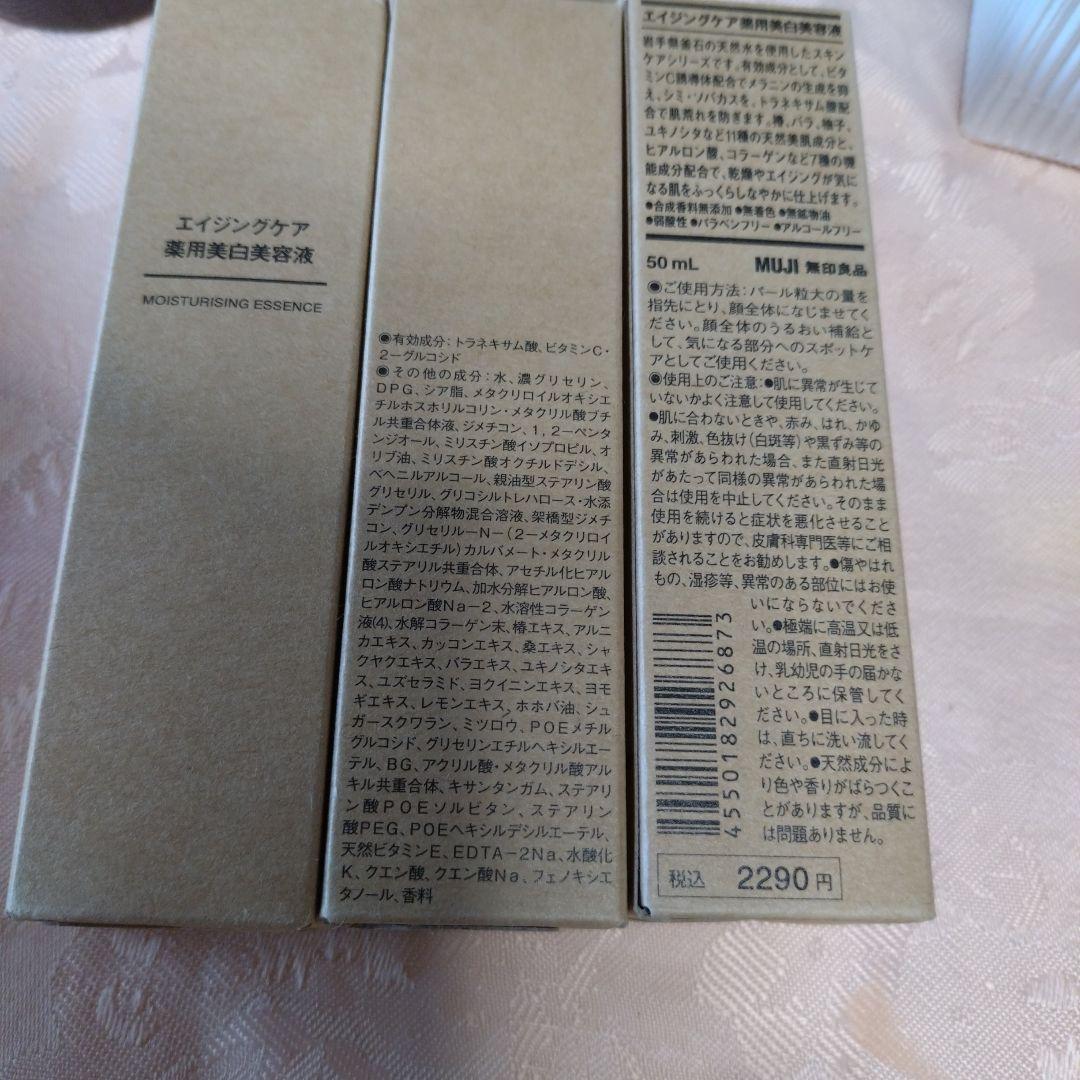 エイジングケア
薬用美白美容液
MOISTURISING ESSENCE
●有効成分:トラネキサム酸、ビタミンC・
2-グルコシド
●その他の成分:水、濃グリセリン、
DPG、シア脂、メタクリロイルオキシエ
チルホスホリルコリン・メタクリル酸ブチ
ル共重合体液、ジメチコン、1,2-ペンタ
ンジオール、ミリスチン酸イソプロピル、オ
リブ油、ミリスチン酸オクチルドデシル、
ベヘニルアルコール、親油型ステアリン酸
グリセリル、グリコシルトレハロース・水添
デンプン分解物混合溶液、架橋型ジメチ
コン、グリセリル-N-(2-メタクリロイ
ルオキシエチル)カルバメート・メタクリル
酸ステアリル共重合体、アセチル化ヒアル
ロン酸ナトリウム、加水分解ヒアルロン酸、
ヒアルロン酸Na-2、水溶性コラーゲン
液(4)、水解コラーゲン末、椿エキス、アルニ
カエキス、カッコンエキス、桑エキス、シャ
クヤクエキス、バラエキス、ユキノシタエキ
ス、ユズセラミド、ヨクイニンエキス、ヨモ
ギエキス、レモンエキス、ホホバ油、シュ
ガースクワラン、ミツロウ、POEメチル
グルコシド、グリセリンエチルヘキシルエー
テル、BG、アクリル酸・メタクリル酸アル
キル共重合体、キサンタンガム、ステアリ
ン酸POEソルビタン、ステアリン
酸PEG、POEヘキシルデシルエーテル、
天然ビタミンE、EDTA-2Na、水酸化
K、クエン酸、クエン酸Na、フェノキシエ
タノール、香料
エイジングケア薬用美白美容液
岩手県釜石の天然水を使用したスキン
ケアシリーズです。有効成分として、ビタ
ミンC誘導体配合でメラニンの生成を抑
え、シミ・ソバカスを、トラネキサム酸配
合で肌荒れを防ぎます。椿、バラ、柚子、
ユキノシタなど11種の天然美肌成分と、
ヒアルロン酸、コラーゲンなど7種の機
能成分配合で、乾燥やエイジングが気に
なる肌をふっくらしなやかに仕上げます。
●合成香料無添加 ●無着色 ●無鉱物油
●弱酸性 ●パラベンフリー ●アルコールフリー
50mL MUJI 無印良品
●ご使用方法:パール粒大の量を
指先にとり、顔全体になじませてく
ださい。顔全体のうるおい補給と
して、気になる部分へのスポットケ
アとしてご使用ください。
●使用上のご注意:●肌に異常が生じて
いないかよく注意して使用してください。
●肌に合わないときや、赤み、はれ、かゆ
み、刺激、色抜け(白斑等)や黒ずみ等の
異常があらわれた場合、また直射日光
があたって同様の異常があらわれた場
合は使用を中止してください。そのまま
使用を続けると症状を悪化させること
がありますので、皮膚科専門医等にご相
談されることをお勧めします。●傷やはれ
もの、湿疹等、異常のある部位にはお使
いにならないでくださ
い。●極端に高温又は低
温の場所、直射日光をさ
け、乳幼児の手の届かな
いところに保管してく
ださい。●目に入った時
は、直ちに洗い流してく
ださい。●天然成分によ
り色や香りがばらつくこ
とがありますが、品質に
は問題ありません。
4550182926873
税込 2290円